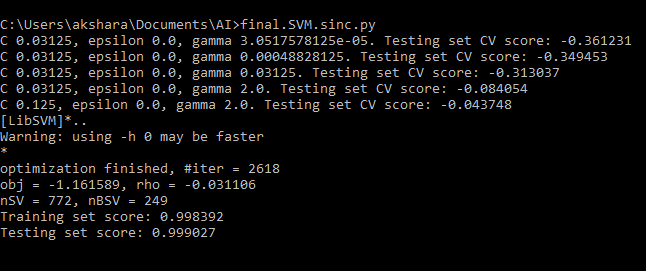 C:\Users\akshara\Documents\AI>final.SVM.sinc.py
C 0.03125, epsilon 0.0, gamma 3.0517578125e-05. Testing set CV score: -0.361231
C 0.03125, epsilon 0.0, gamma 0.00048828125. Testing set CV score: -0.349453
C 0.03125, epsilon 0.0, gamma 0.03125. Testing set CV score: -0.313037
C 0.03125, epsilon 0.0, gamma 2.0. Testing set CV score: -0.084054
C 0.125, epsilon 0.0, gamma 2.0. Testing set CV score: -0.043748
[LibSVM]*..
Warning: using -h 0 may be faster
*
optimization finished, #iter = 2618
obj = -1.161589, rho = -0.031106
nSV = 772, nBSV = 249
Training set score: 0.998392
Testing set score: 0.999027